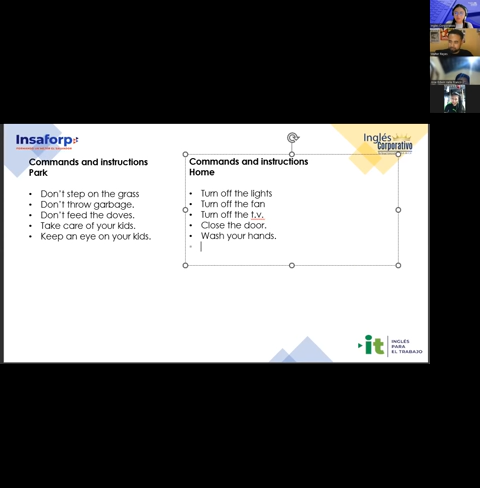 Insaforp
Inglés
Corporativo
Commands and instructions
Park
• Don't step on the grass
• Don't throw garbage.
• Don't feed the doves.
• Take care of your kids.
• Keep an eye on your kids.
Commands and instructions
Home
• Turn off the lights
• Turn off the fan
• Turn off the t.v.
• Close the door.
• Wash your hands.
it
INGLÉS
PARA
EL TRABAJO